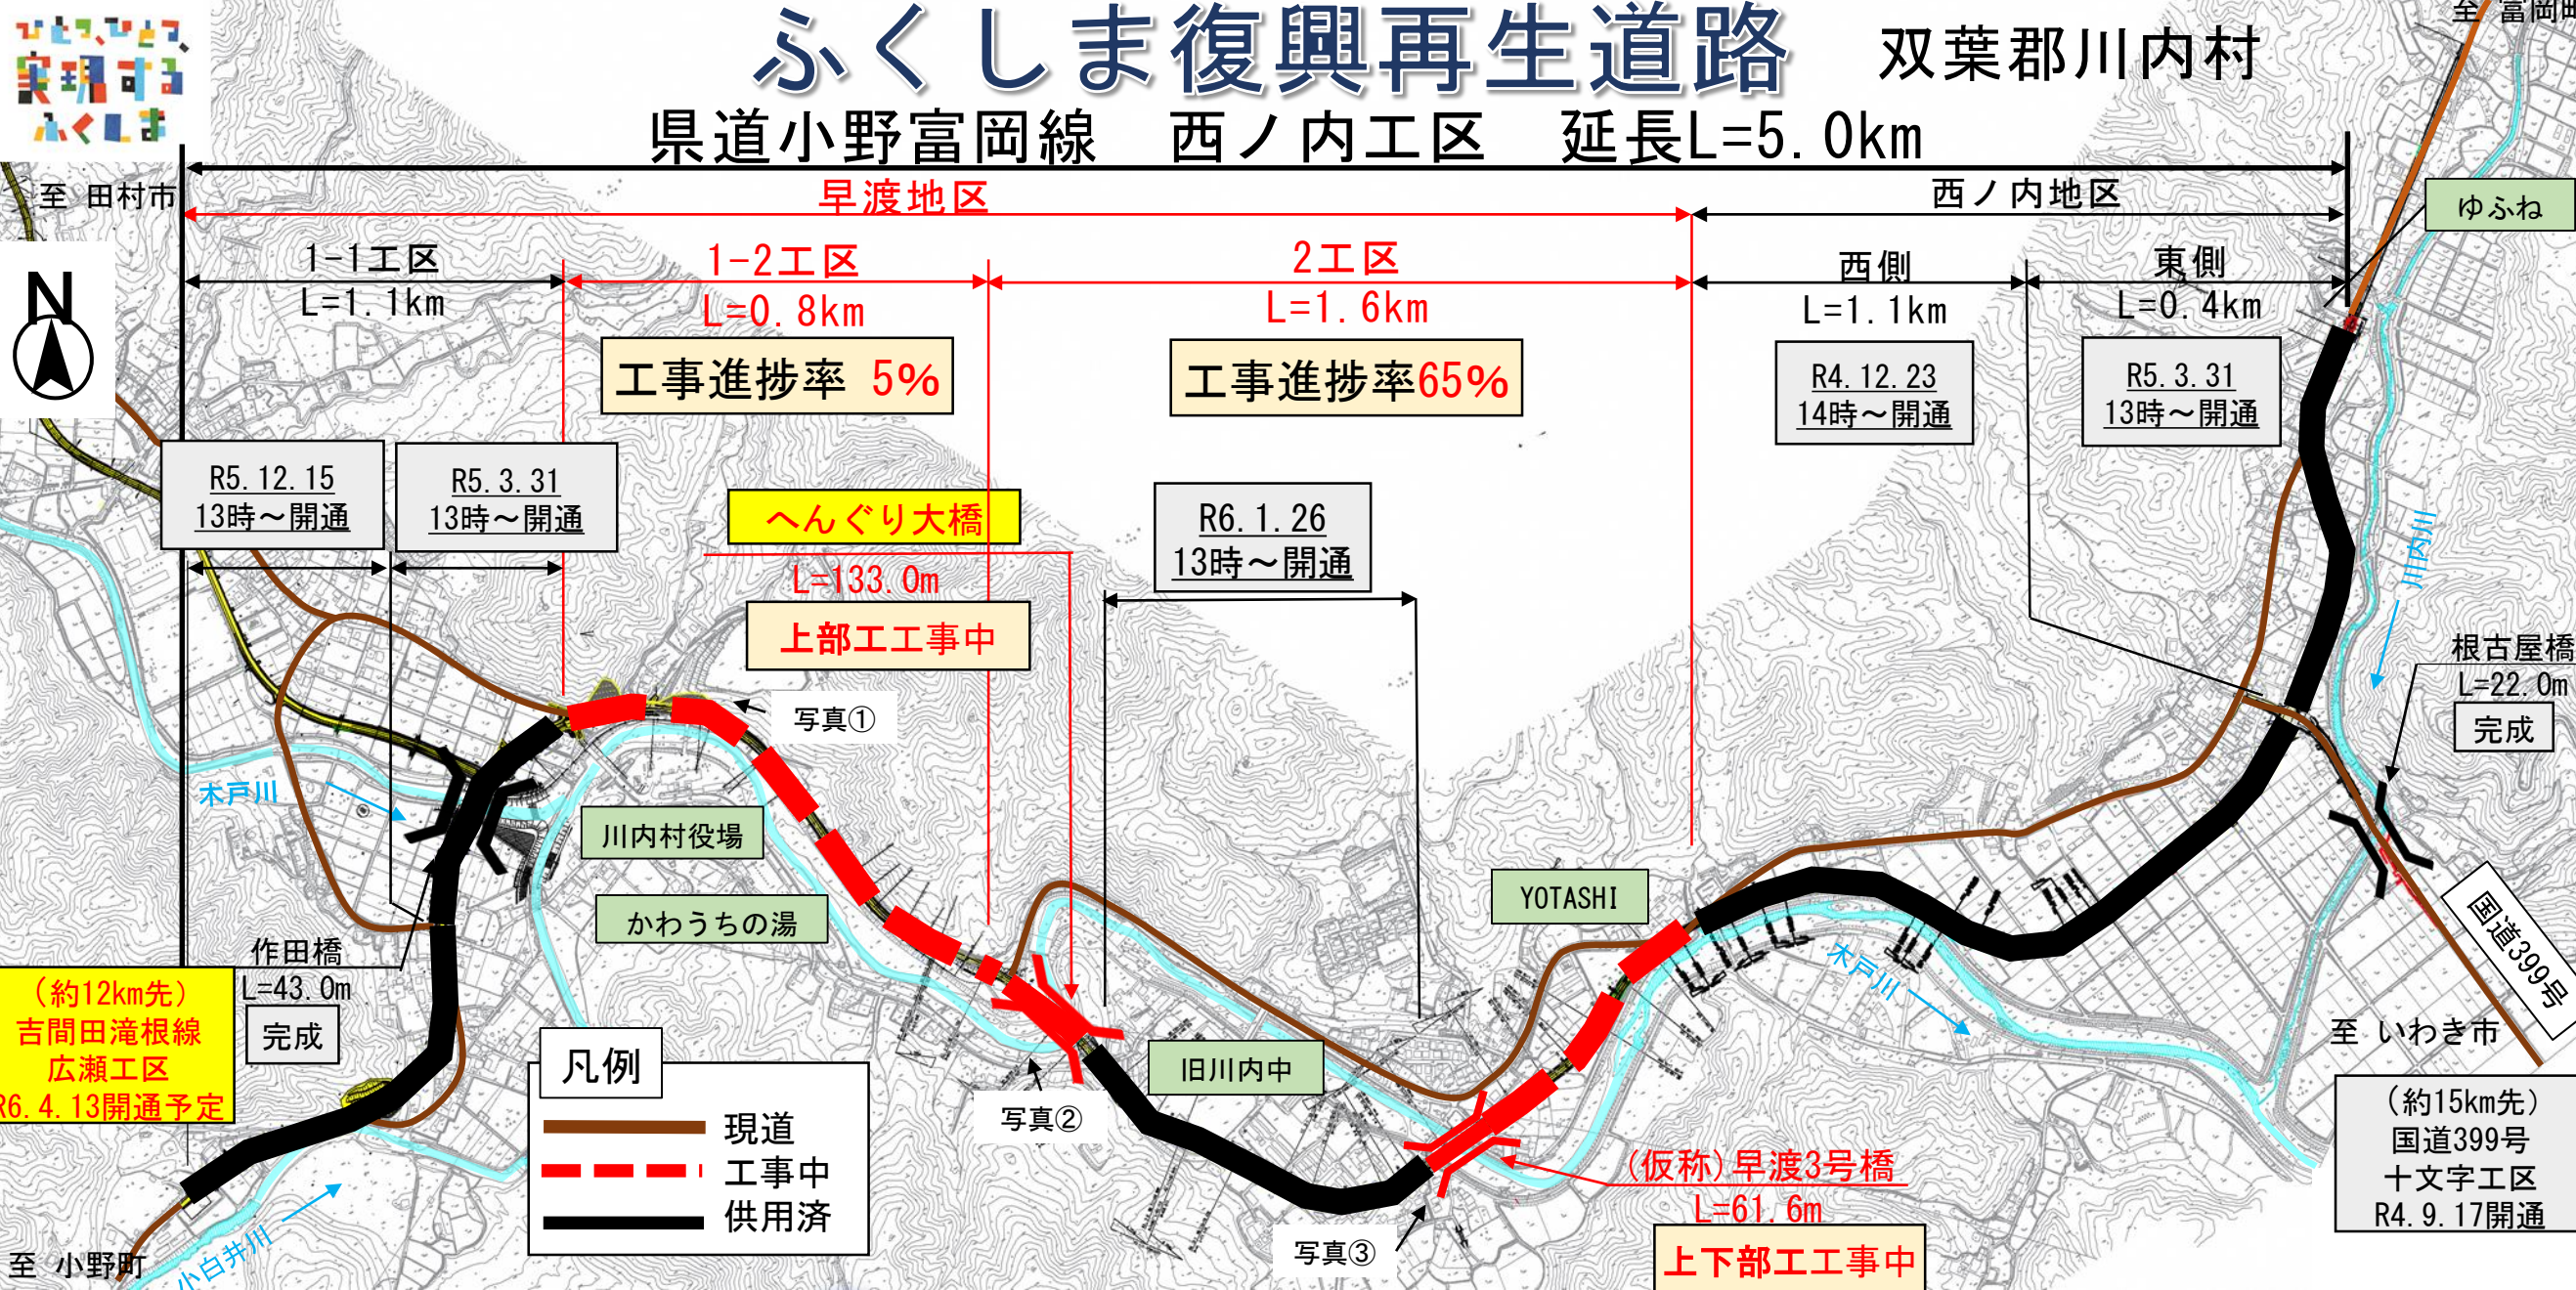 ひとつ、ひとつ、
実現する
ふくしま
ふくしま復興再生道路
双葉郡川内村
至 富岡町
県道小野富岡線 西ノ内工区 延長L=5.0km
至 田村市
早渡地区
西ノ内地区
ゆふね
N
1-1工区
L=1.1km
1-2工区
L=0.8km
工事進捗率 5%
2工区
L=1.6km
工事進捗率65%
西側
L=1.1km
R4.12.23
14時～開通
東側
L=0.4km
R5.3.31
13時～開通
R5.12.15
13時～開通
R5.3.31
13時～開通
へんぐり大橋
L=133.0m
上部工工事中
R6.1.26
13時～開通
川内川
根古屋橋
L=22.0m
完成
写真①
木戸川
川内村役場
かわうちの湯
YOTASHI
木戸川
国道399号
至 いわき市
作田橋
L=43.0m
完成
（約12km先）
吉間田滝根線
広瀬工区
R6.4.13開通予定
旧川内中
写真②
凡例
現道
工事中
供用済
(仮称)早渡3号橋
L=61.6m
上下部工工事中
写真③
（約15km先）
国道399号
十文字工区
R4.9.17開通
至 小野町
小白井川